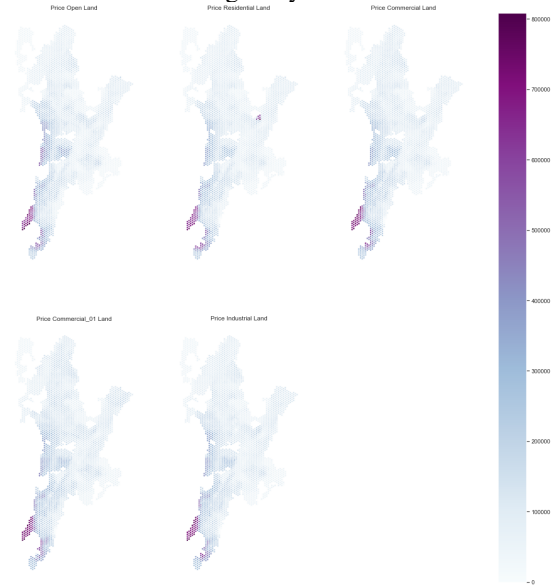 Price Open Land
Price Residential Land
Price Commercial Land
800000
700000
600000
500000
400000
300000
200000
100000
0
Price Commercial_01 Land
Price Industrial Land